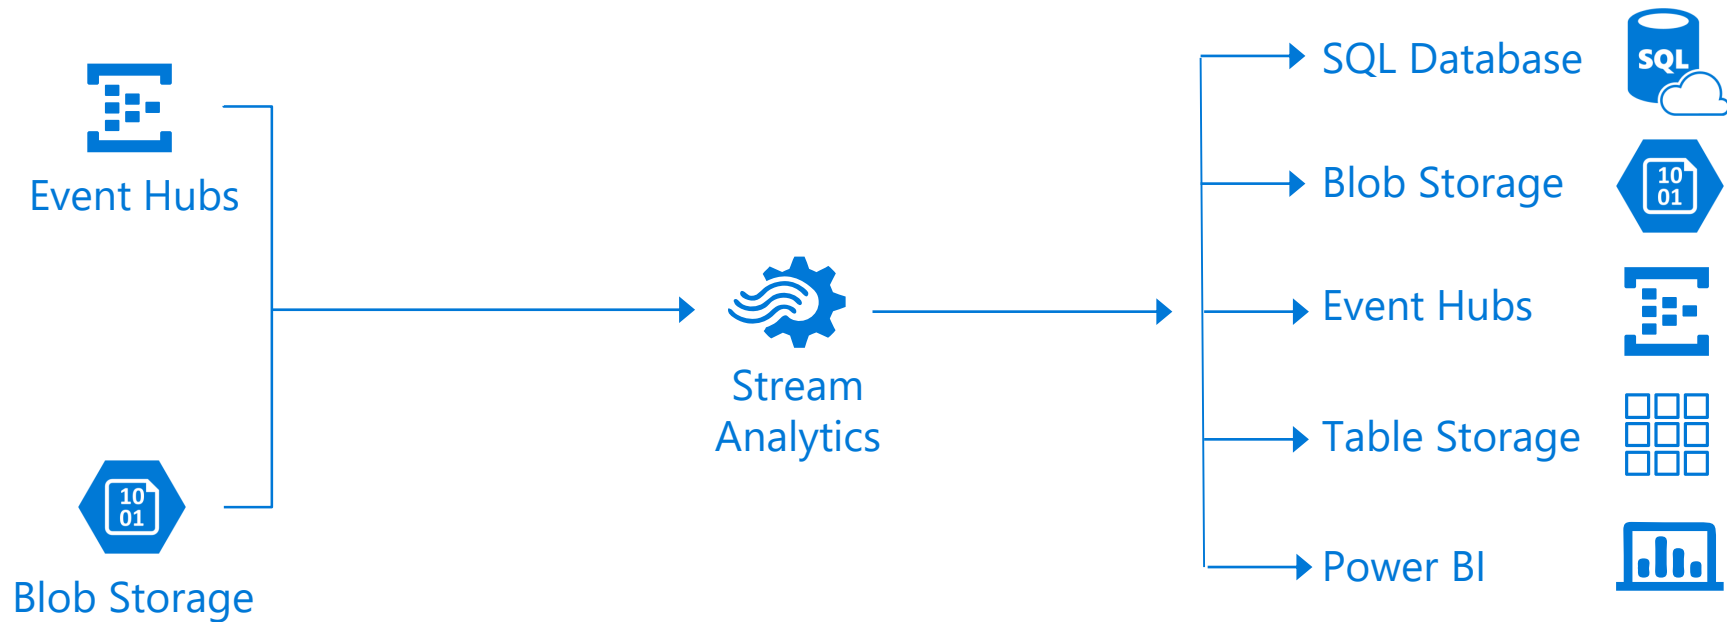 Event Hubs
10
01
Blob Storage
Stream
Analytics
SQL Database
SQL
Blob Storage
10
01
Event Hubs
Table Storage
Power BI